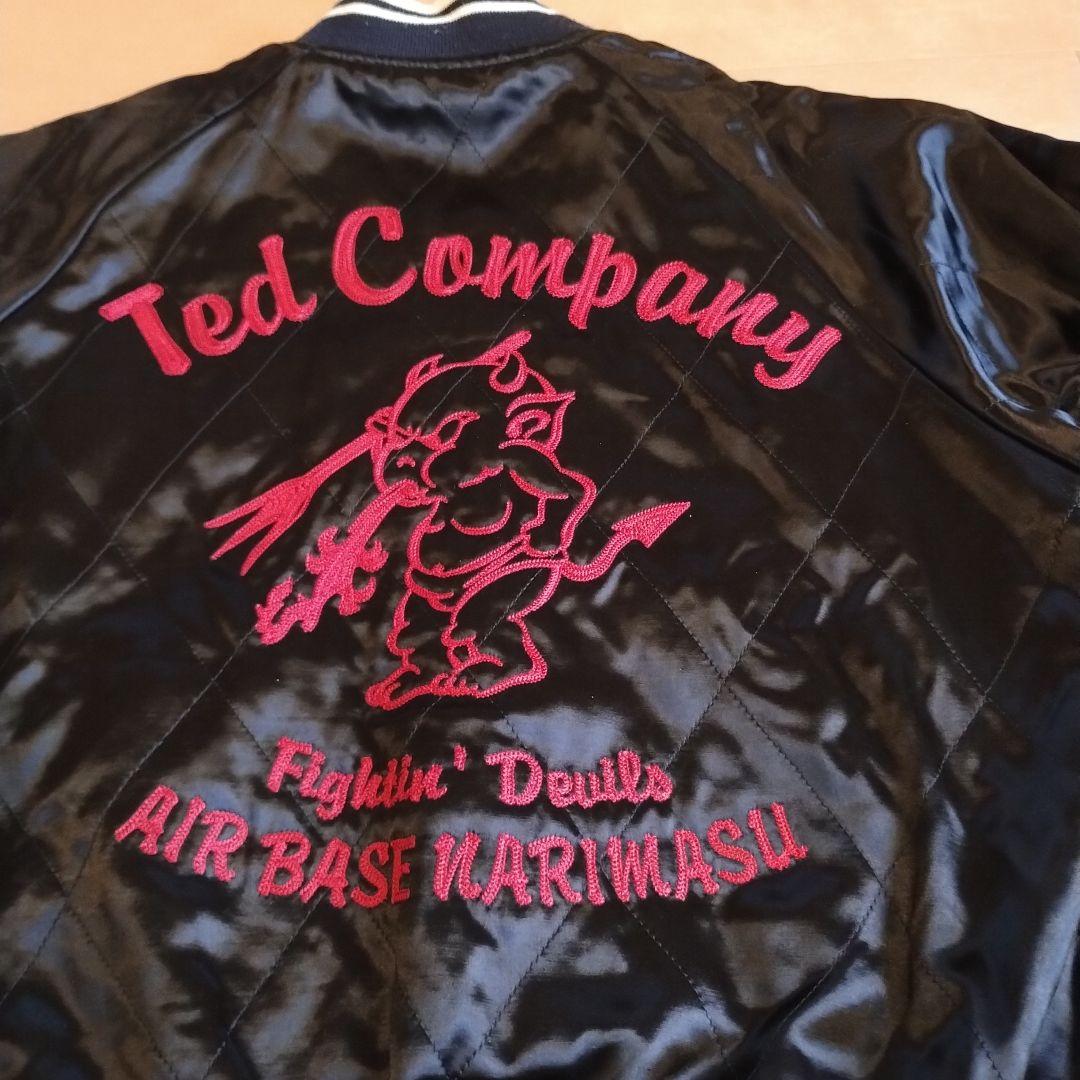 Ted Company
Fightin' Devils
AIR BASE NARIMASU